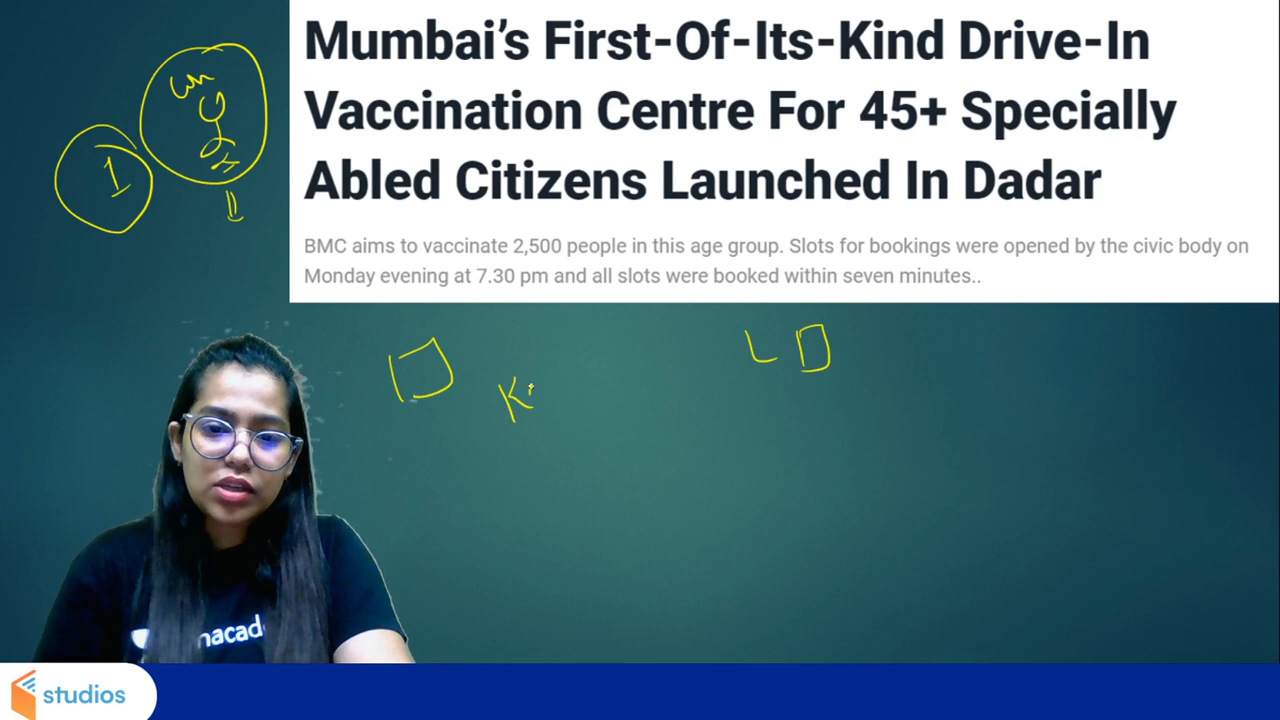 Mumbai’s First-Of-Its-Kind Drive-In
Vaccination Centre For 45+ Specially
Abled Citizens Launched In Dadar
BMC aims to vaccinate 2,500 people in this age group. Slots for bookings were opened by the civic body on
Monday evening at 7.30 pm and all slots were booked within seven minutes..
1
L
K
nacad
studios